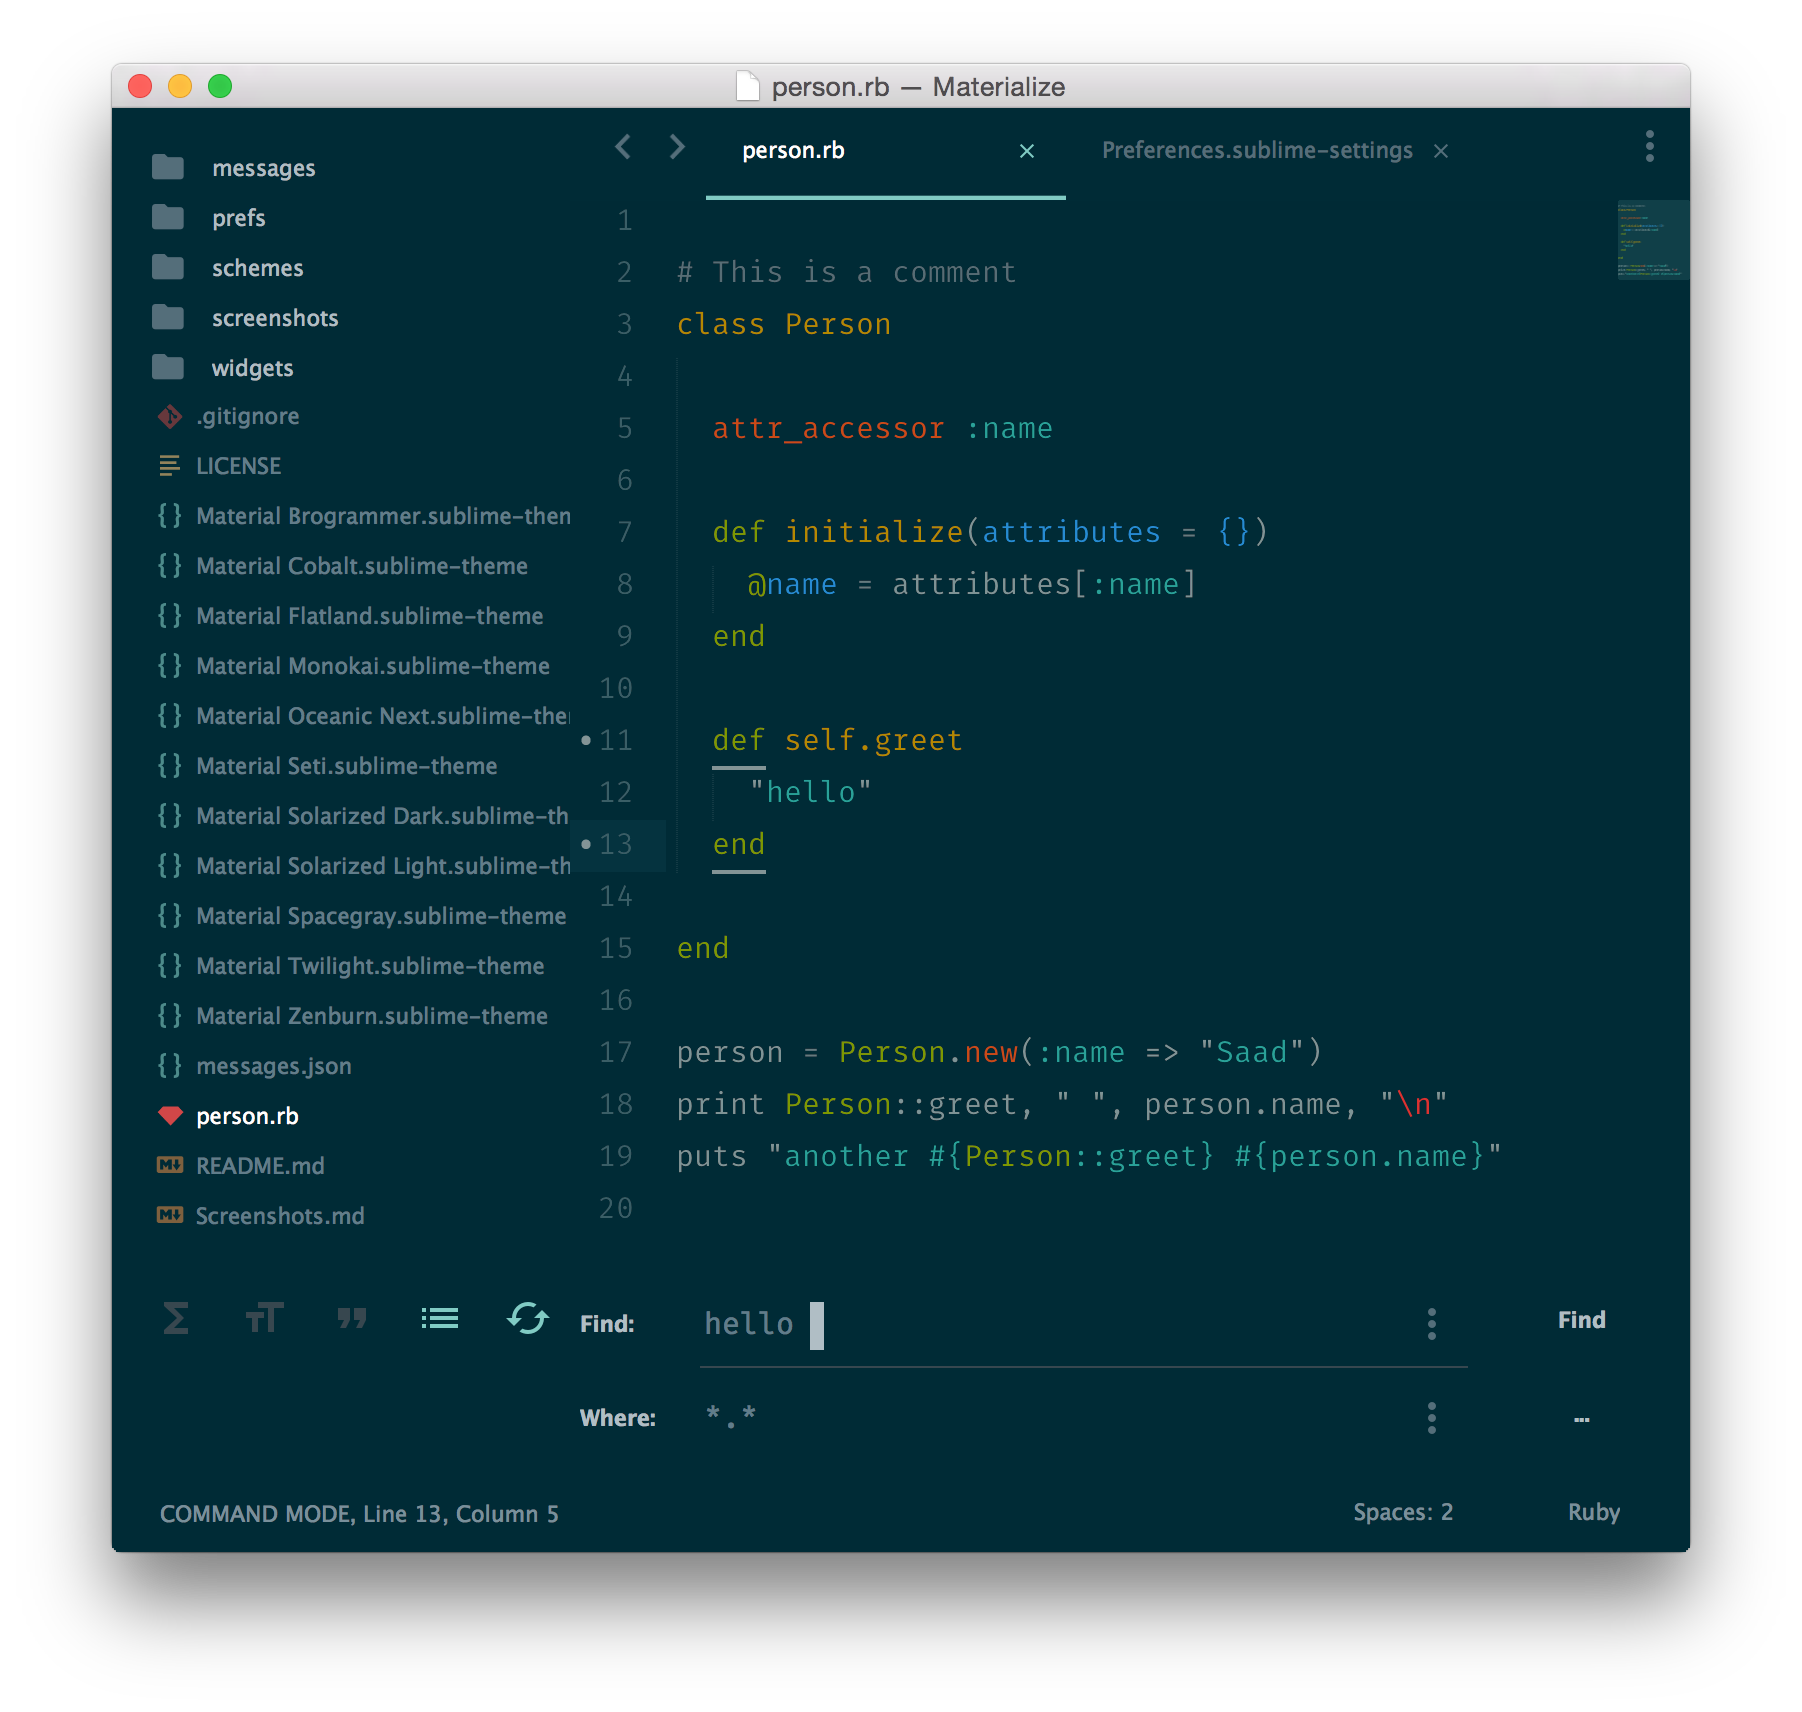 person.rb — Materialize
messages
prefs
schemes
screenshots
widgets
.gitignore
LICENSE
{} Material Brogrammer.sublime-them
{} Material Cobalt.sublime-theme
{} Material Flatland.sublime-theme
{} Material Monokai.sublime-theme
{} Material Oceanic Next.sublime-the
{} Material Seti.sublime-theme
{} Material Solarized Dark.sublime-th
{} Material Solarized Light.sublime-th
{} Material Spacegray.sublime-theme
{} Material Twilight.sublime-theme
{} Material Zenburn.sublime-theme
{} messages.json
person.rb
README.md
Screenshots.md
person.rb × Preferences.sublime-settings ×
1
2 # This is a comment
3 class Person
4
5   attr_accessor :name
6
7   def initialize(attributes = {})
8     @name = attributes[:name]
9   end
10
11   def self.greet
12     "hello"
13   end
14
15 end
16
17 person = Person.new(:name => "Saad")
18 print Person::greet, " ", person.name, "\n"
19 puts "another #{Person::greet} #{person.name}"
20
Find: hello Find
Where: *.* ...
COMMAND MODE, Line 13, Column 5 Spaces: 2 Ruby